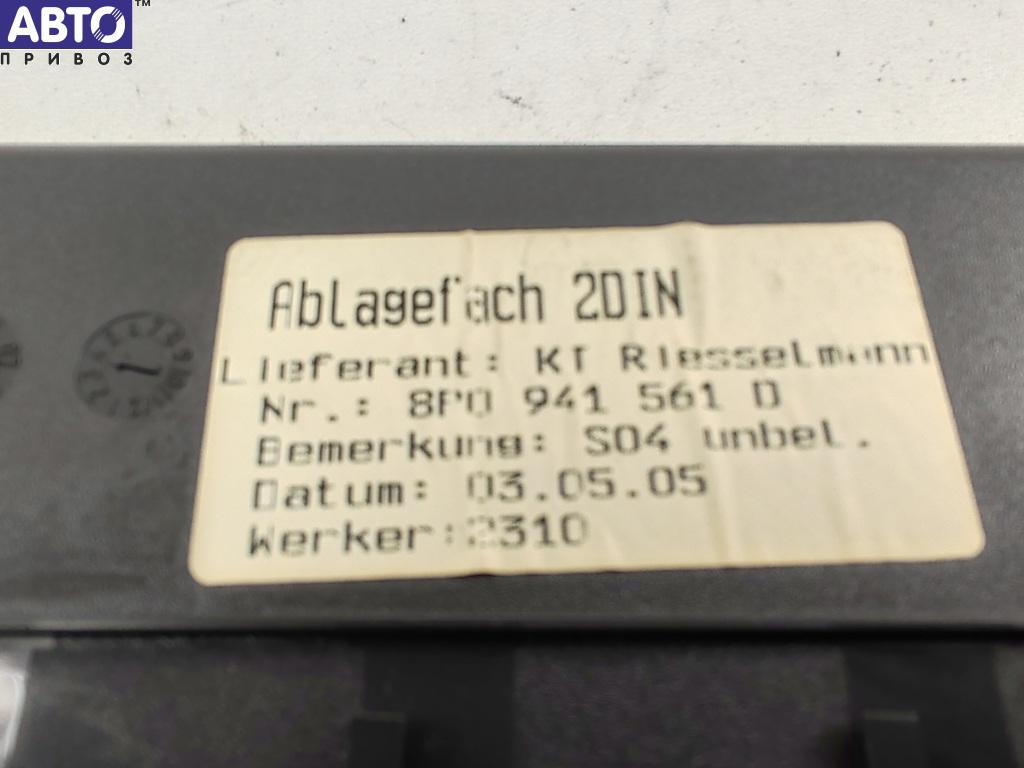 АВТО™
ПРИВОЗ
Ablagefach 2DIN
Lieferant: KT Riesselmann
Nr.: 8P0 941 561 D
Bemerkung: S04 unbel.
Datum: 03.05.05
Werker:2310